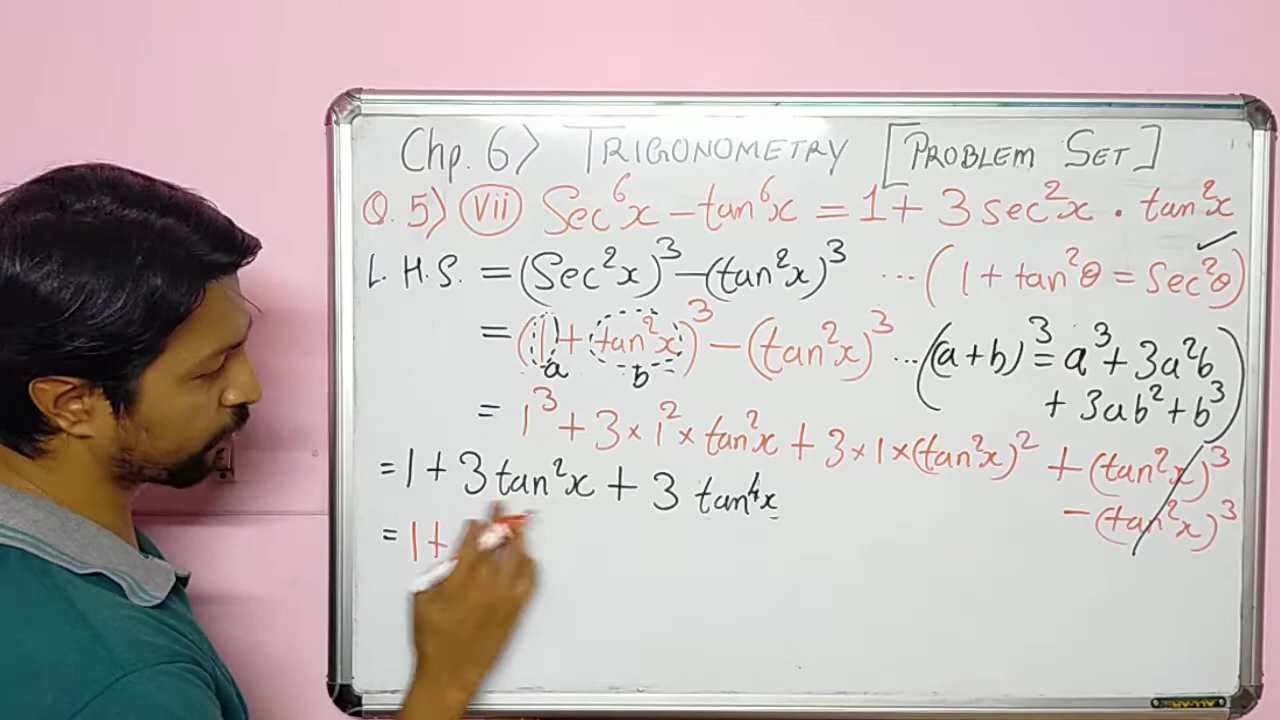 Chp. 6> TRIGONOMETRY [PROBLEM SET]
Q. 5) (vii) Sec⁶x – tan⁶x = 1 + 3 sec²x . tan²x
L.H.S. = (Sec²x)³ – (tan²x)³ ... (1 + tan²θ = Sec²θ) ✓
= (1 + tan²x)³ – (tan²x)³ ... ((a+b)³ = a³ + 3a²b
a b
+ 3ab² + b³)
= 1³ + 3 × 1² × tan²x + 3 × 1 × (tan²x)² + (tan²x)³
– (tan²x)³
= 1 + 3 tan²x + 3 tan⁴x
= 1 +